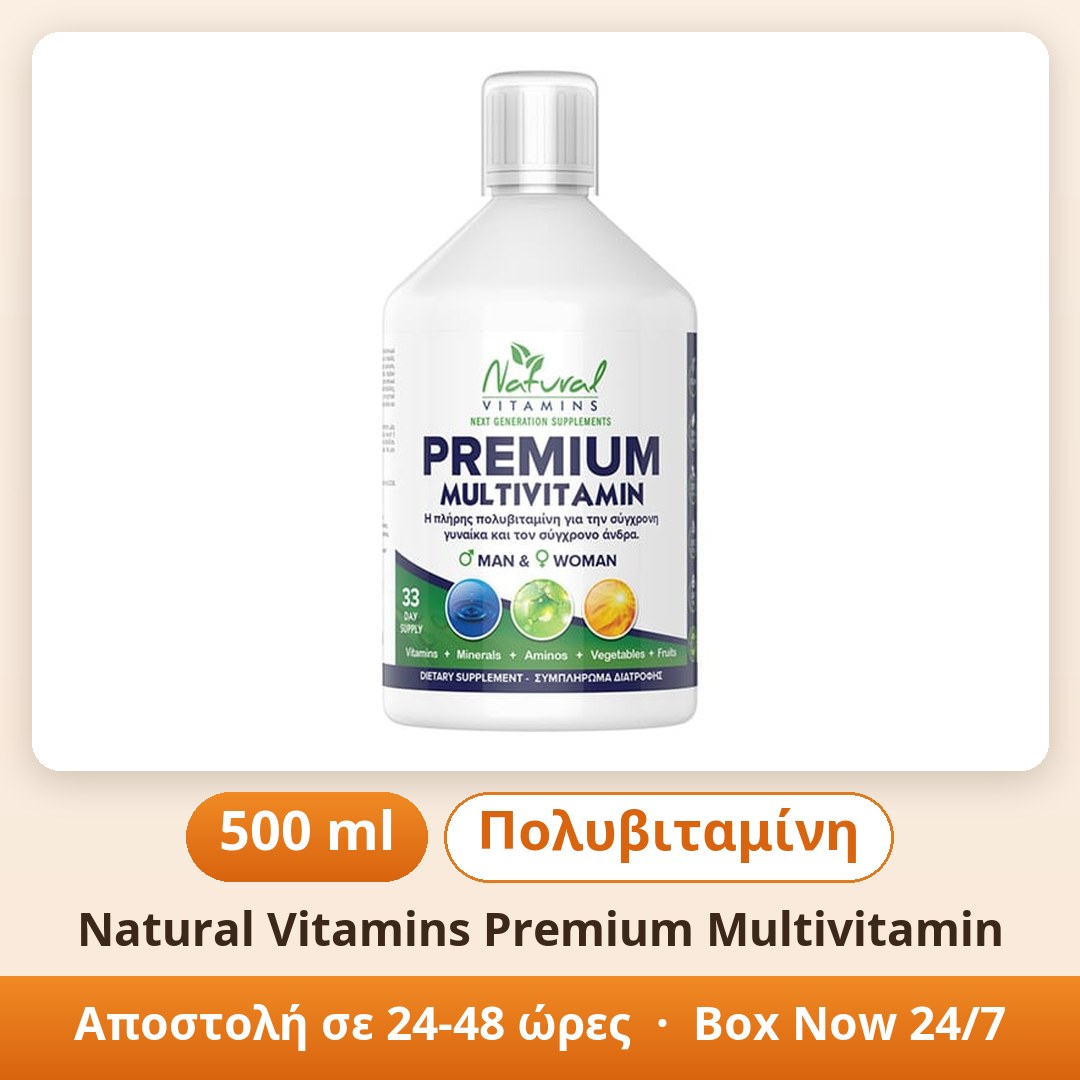 Natural
VITAMINS
NEXT GENERATION SUPPLEMENTS
PREMIUM
MULTIVITAMIN
Η πλήρης πολυβιταμίνη για την σύγχρονη
γυναίκα και τον σύγχρονο άνδρα.
♂ MAN & ♀ WOMAN
33
DAY
SUPPLY
Vitamins + Minerals + Aminos + Vegetables + Fruits
DIETARY SUPPLEMENT - ΣΥΜΠΛΗΡΩΜΑ ΔΙΑΤΡΟΦΗΣ
500 ml
Πολυβιταμίνη
Natural Vitamins Premium Multivitamin
Αποστολή σε 24-48 ώρες · Box Now 24/7